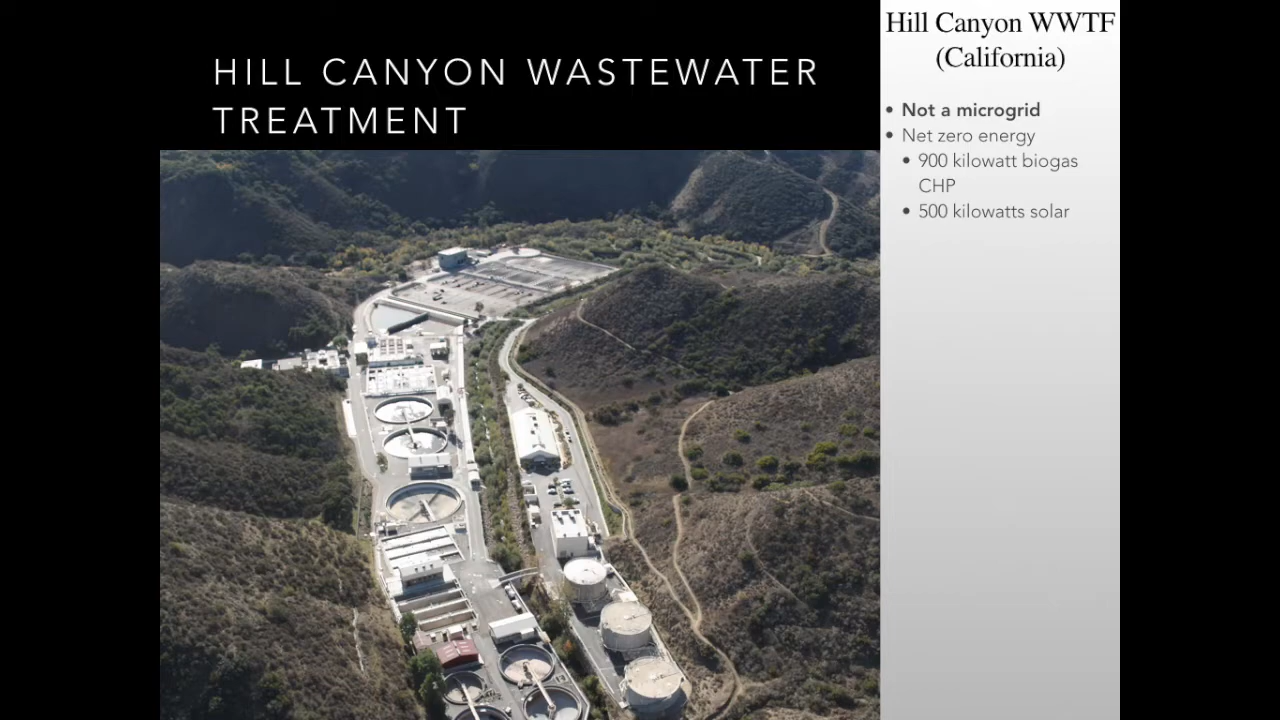 HILL CANYON WASTEWATER
TREATMENT
Hill Canyon WWTF
(California)
• Not a microgrid
• Net zero energy
• 900 kilowatt biogas
CHP
• 500 kilowatts solar